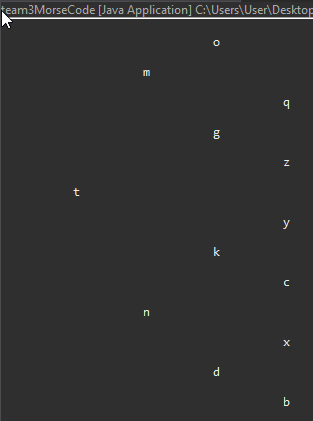 team3MorseCode [Java Application] C:\Users\User\Desktop
o
m
q
g
z
t
y
k
c
n
x
d
b